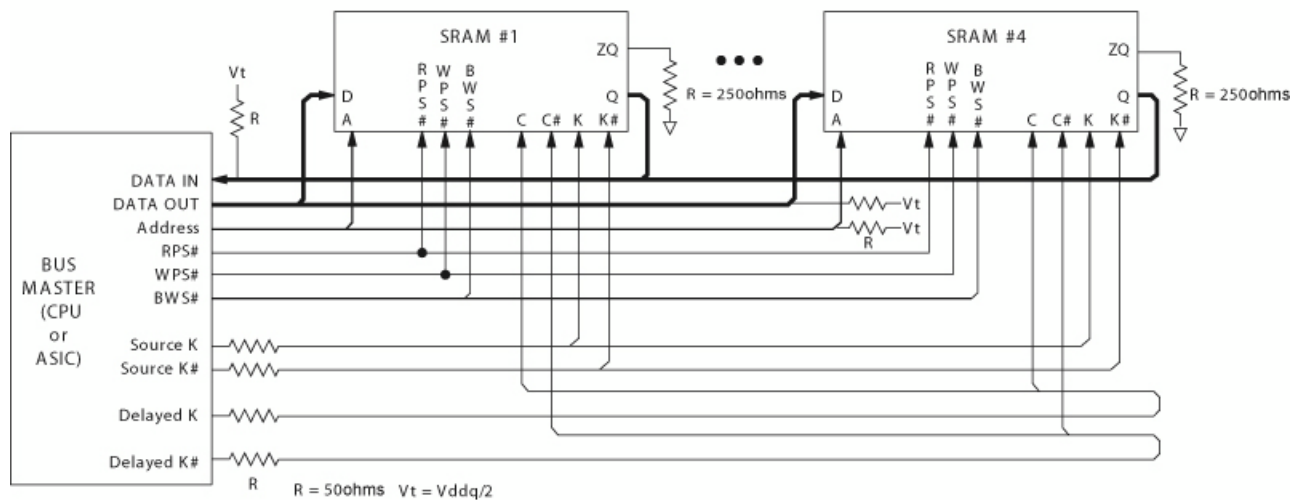 SRAM #1
ZQ
R = 250ohms
RPS#
WPS#
BWS#
D
A
C
C#
K
K#
Q
SRAM #4
ZQ
R = 250ohms
RPS#
WPS#
BWS#
D
A
C
C#
K
K#
Q
Vt
R
DATA IN
DATA OUT
Address
RPS#
WPS#
BWS#
Vt
Vt
R
BUS
MASTER
(CPU
or
ASIC)
Source K
Source K#
Delayed K
Delayed K#
R
R = 50ohms Vt = Vddq/2